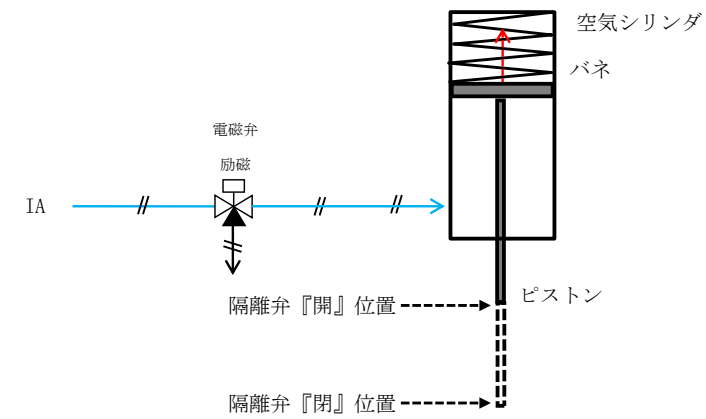 空気シリンダ
バネ
電磁弁
励磁
IA
ピストン
隔離弁『開』位置
隔離弁『閉』位置